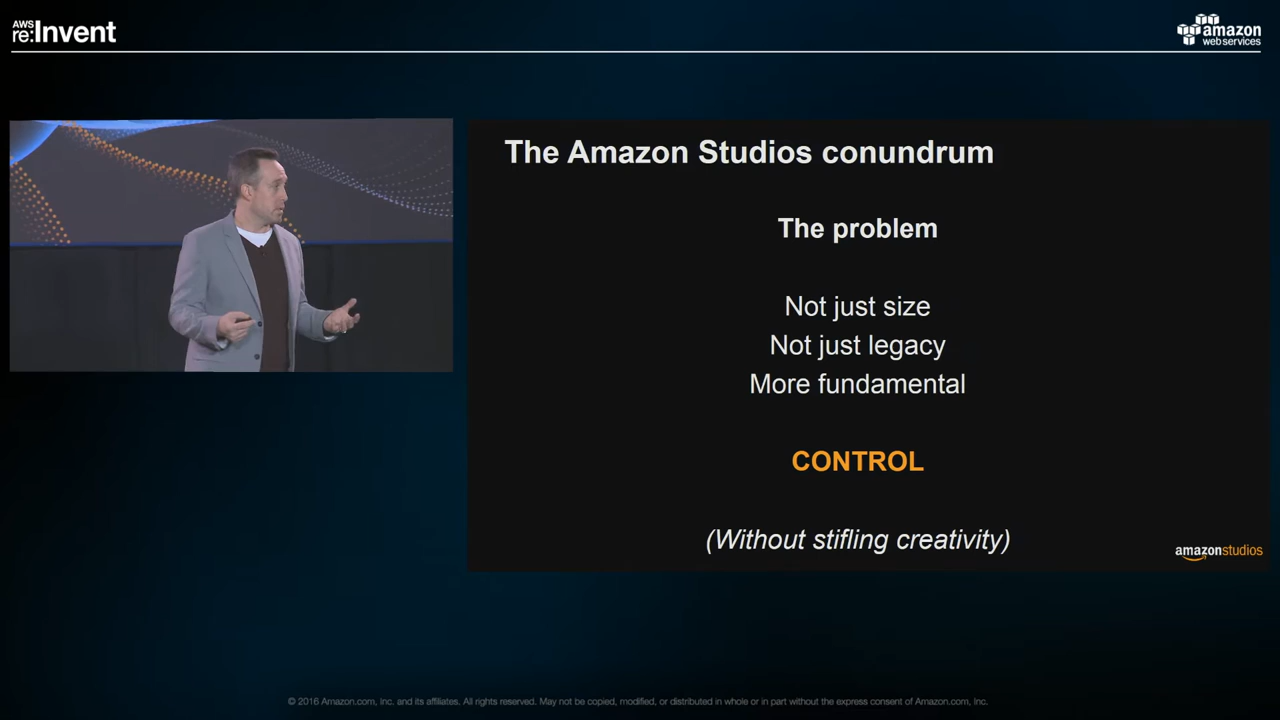 AWS
re:Invent
amazon
webservices
The Amazon Studios conundrum
The problem
Not just size
Not just legacy
More fundamental
CONTROL
(Without stifling creativity)
amazonstudios
© 2016 Amazon.com, Inc. and its affiliates. All rights reserved. May not be copied, modified, or distributed in whole or in part without the express consent of Amazon.com, Inc.